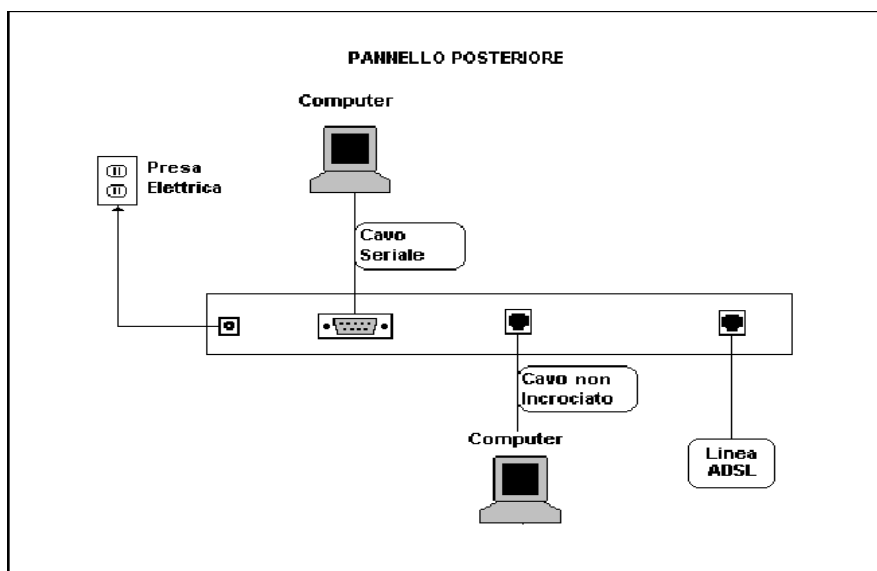 PANNELLO POSTERIORE
Computer
Presa
Elettrica
Cavo
Seriale
Cavo non
Incrociato
Computer
Linea
ADSL